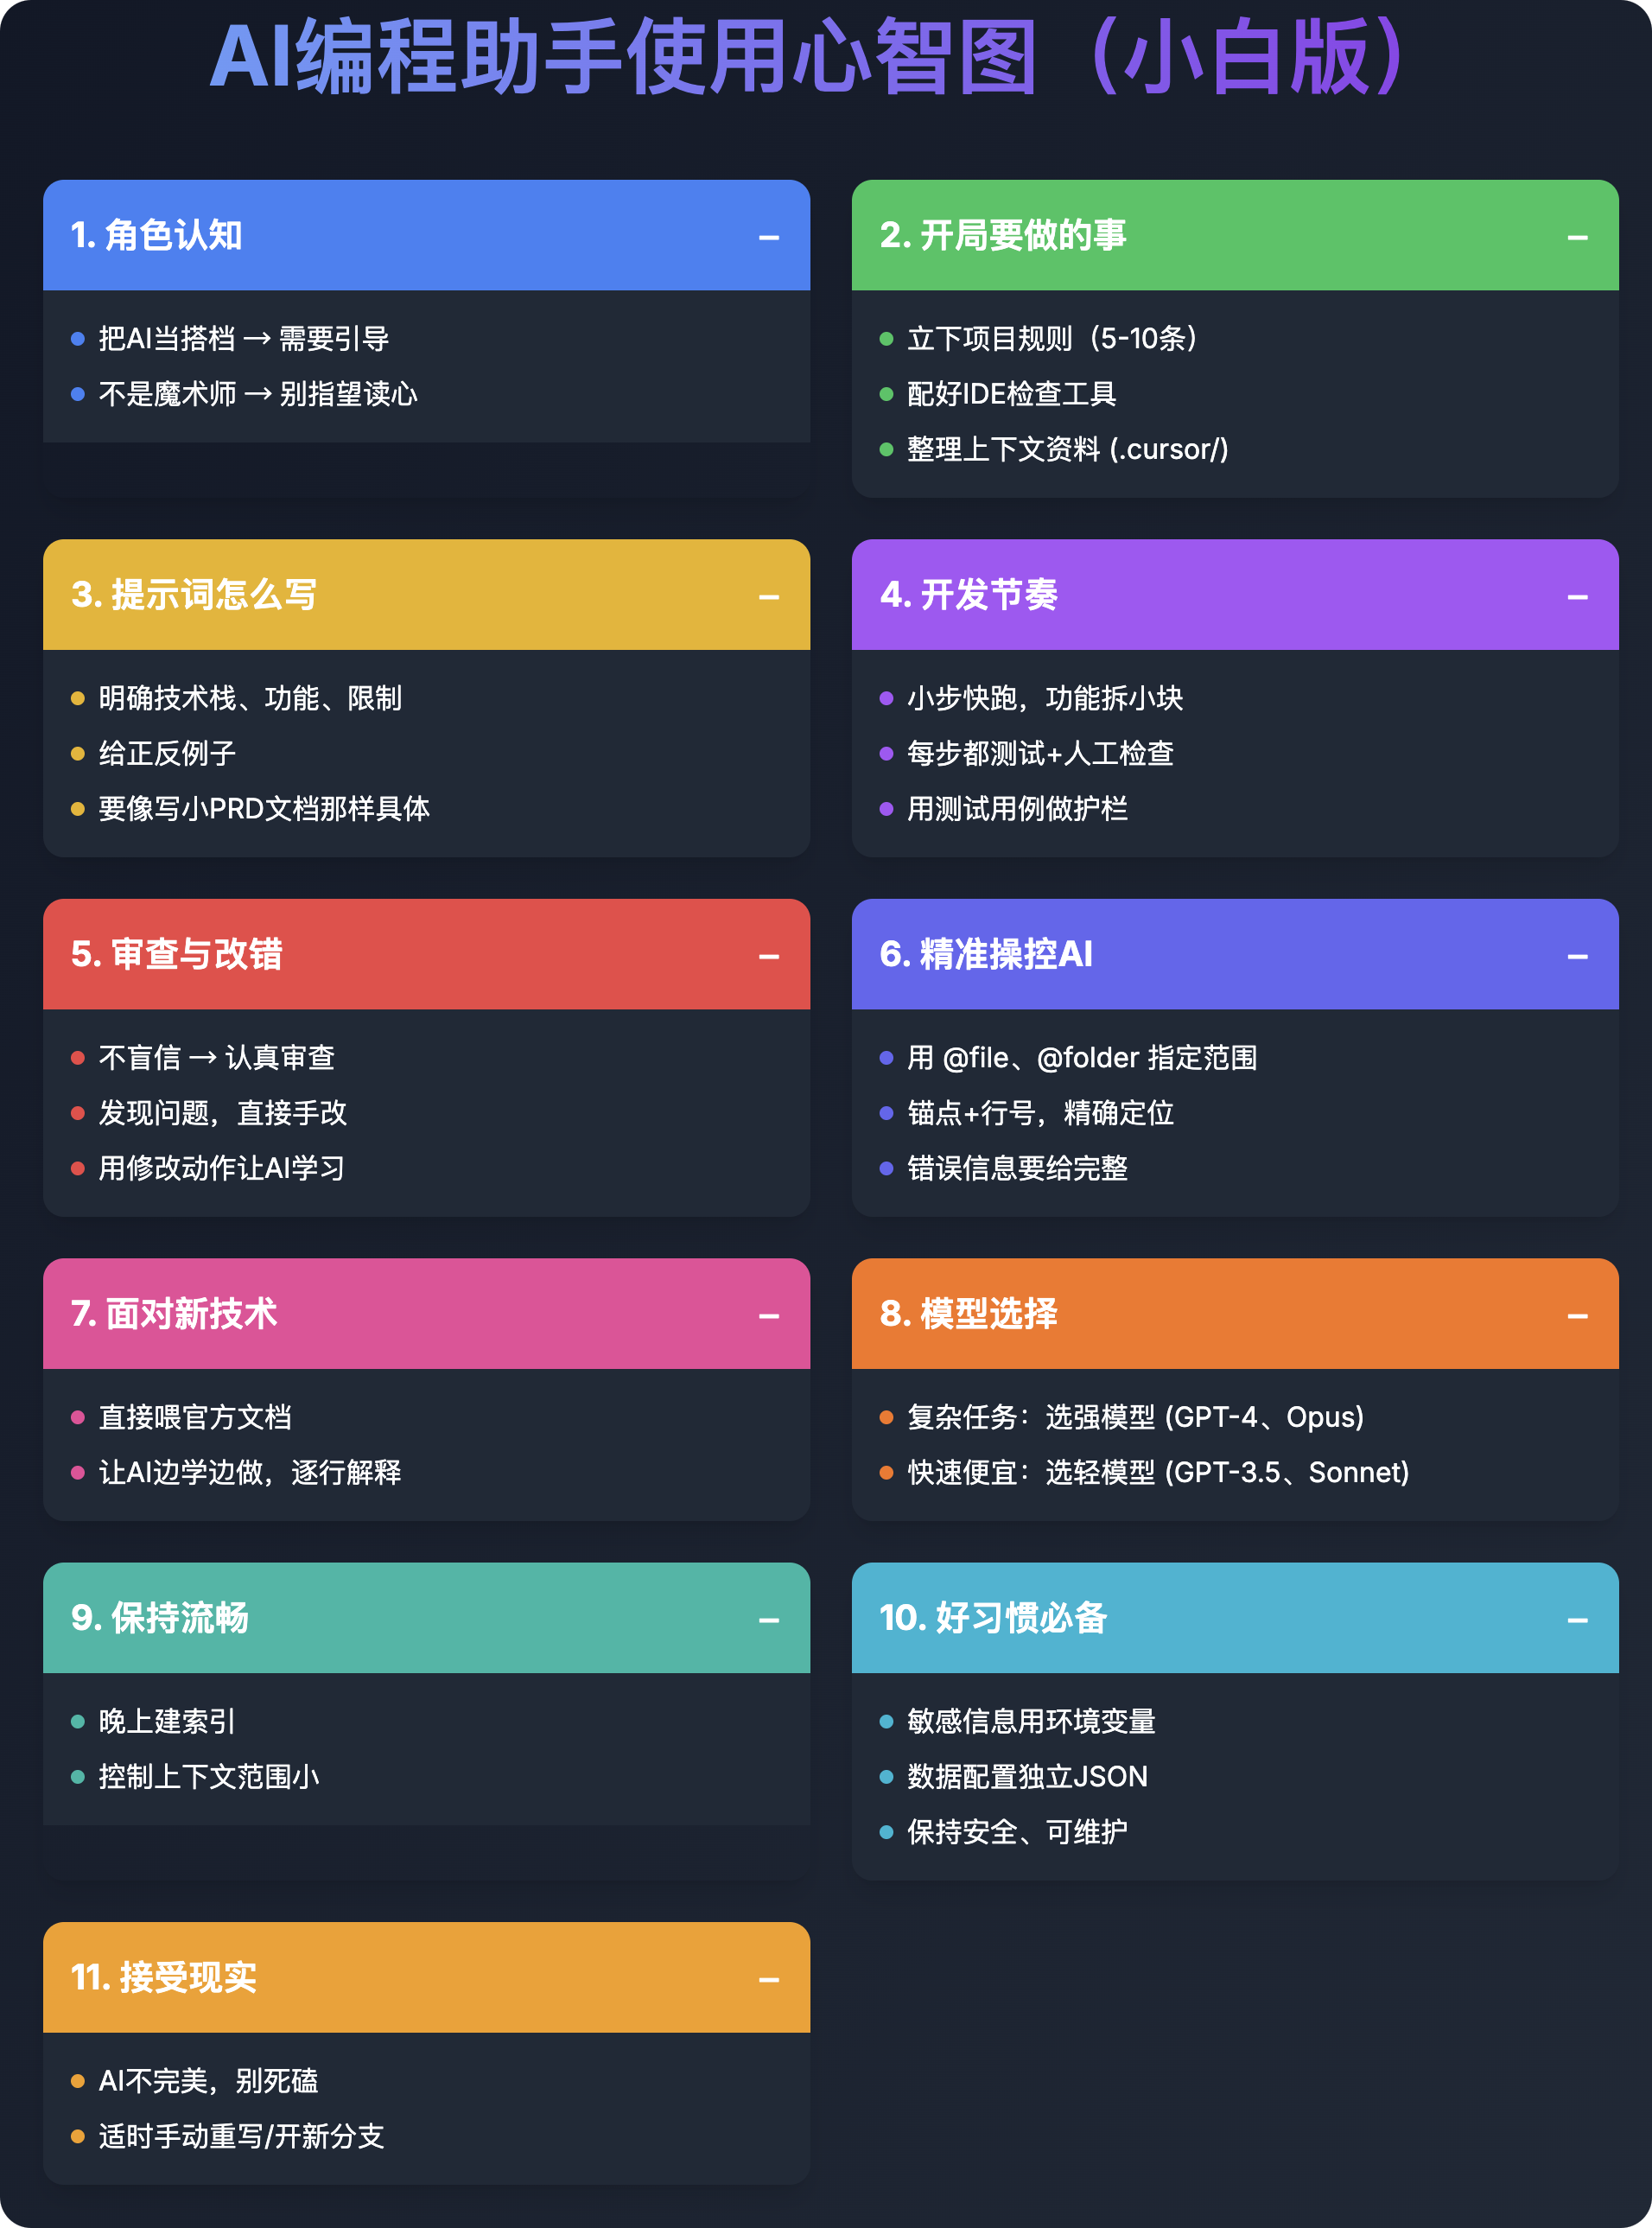 AI编程助手使用心智图（小白版）
1. 角色认知
–
把AI当搭档 → 需要引导
不是魔术师 → 别指望读心
2. 开局要做的事
–
立下项目规则（5-10条）
配好IDE检查工具
整理上下文资料 (.cursor/)
3. 提示词怎么写
–
明确技术栈、功能、限制
给正反例子
要像写小PRD文档那样具体
4. 开发节奏
–
小步快跑，功能拆小块
每步都测试+人工检查
用测试用例做护栏
5. 审查与改错
–
不盲信 → 认真审查
发现问题，直接手改
用修改动作让AI学习
6. 精准操控AI
–
用 @file、@folder 指定范围
锚点+行号，精确定位
错误信息要给完整
7. 面对新技术
–
直接喂官方文档
让AI边学边做，逐行解释
8. 模型选择
–
复杂任务：选强模型 (GPT-4、Opus)
快速便宜：选轻模型 (GPT-3.5、Sonnet)
9. 保持流畅
–
晚上建索引
控制上下文范围小
10. 好习惯必备
–
敏感信息用环境变量
数据配置独立JSON
保持安全、可维护
11. 接受现实
–
AI不完美，别死磕
适时手动重写/开新分支